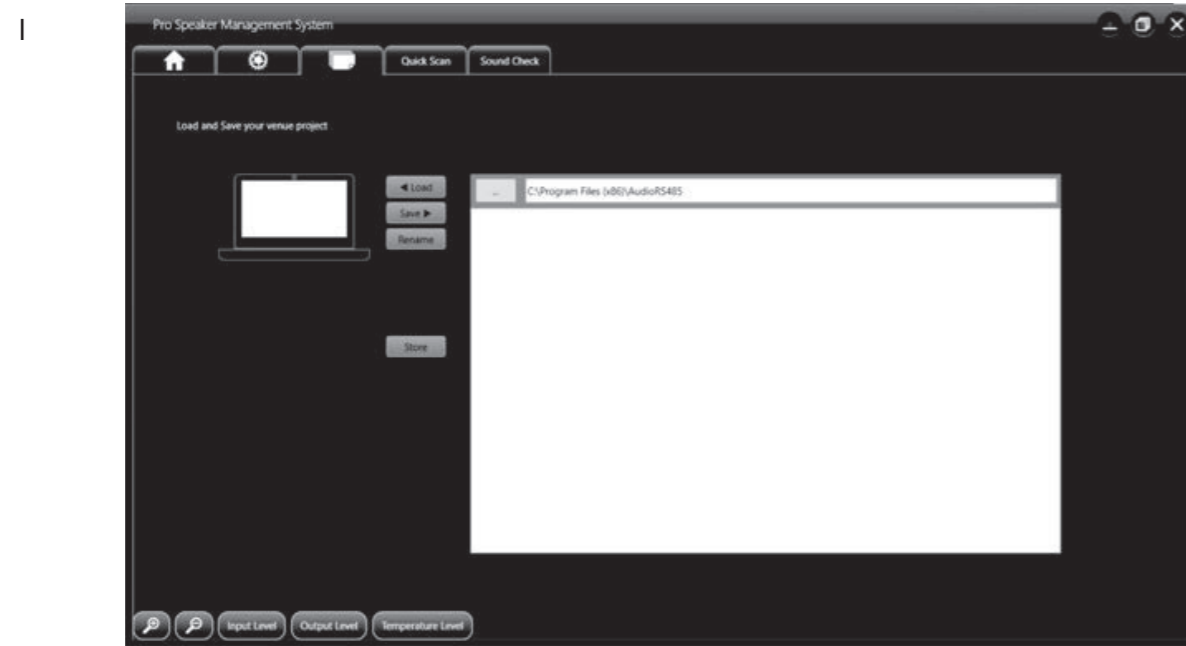 I
Pro Speaker Management System
Quick Scan Sound Check
Load and Save your venue project
◀ Load
... C:\Program Files (x86)\AudioRS485
Save ▶
Rename
Store
Input Level Output Level Temperature Level